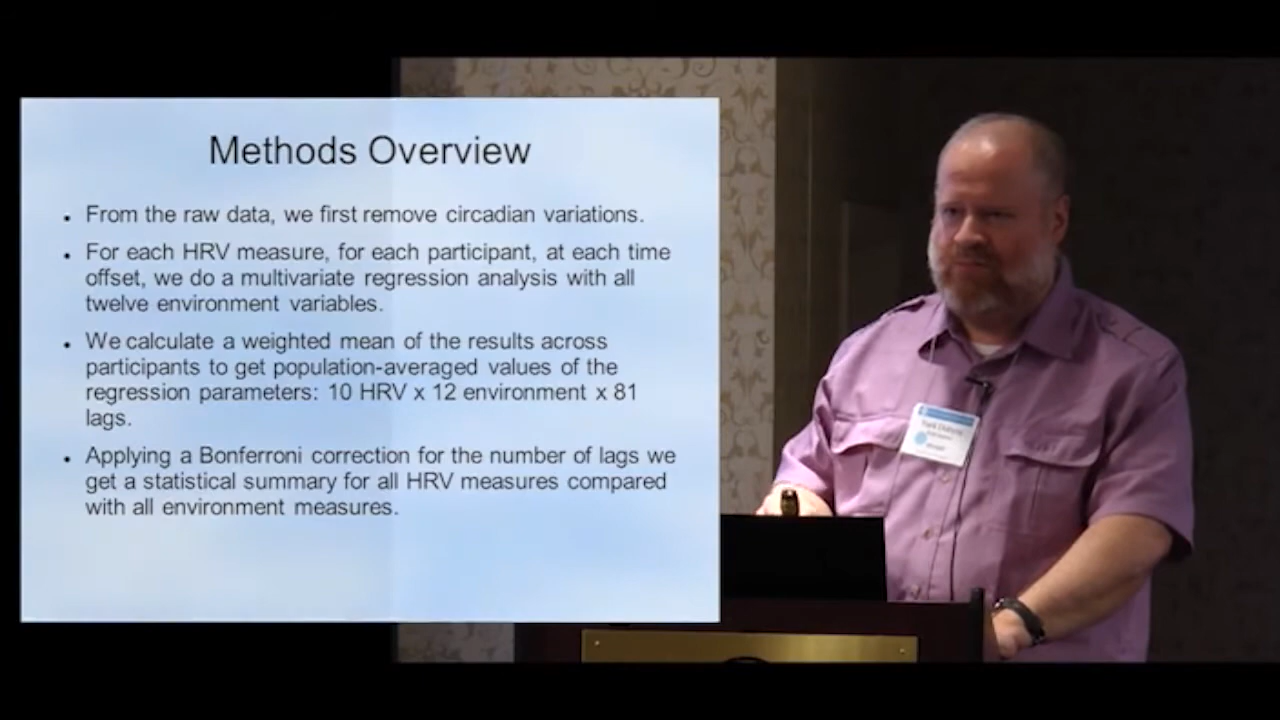 Methods Overview
• From the raw data, we first remove circadian variations.
• For each HRV measure, for each participant, at each time
offset, we do a multivariate regression analysis with all
twelve environment variables.
• We calculate a weighted mean of the results across
participants to get population-averaged values of the
regression parameters: 10 HRV x 12 environment x 81
lags.
• Applying a Bonferroni correction for the number of lags we
get a statistical summary for all HRV measures compared
with all environment measures.